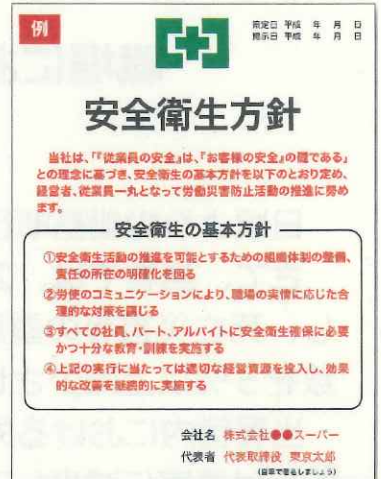 例
策定日 平成 年 月 日
掲示日 平成 年 月 日
安全衛生方針
当社は、「『従業員の安全』は、『お客様の安全』の礎である」
との理念に基づき、安全衛生の基本方針を以下のとおり定め、
経営者、従業員一丸となって労働災害防止活動の推進に努め
ます。
安全衛生の基本方針
①安全衛生活動の推進を可能とするための組織体制の整備、
責任の所在の明確化を図る
②労使のコミュニケーションにより、職場の実情に応じた合
理的な対策を講じる
③すべての社員、パート、アルバイトに安全衛生確保に必要
かつ十分な教育・訓練を実施する
④上記の実行に当たっては適切な経営資源を投入し、効果
的な改善を継続的に実施する
会社名 株式会社●●スーパー
代表者 代表取締役 東京太郎
(自筆で署名しましょう)